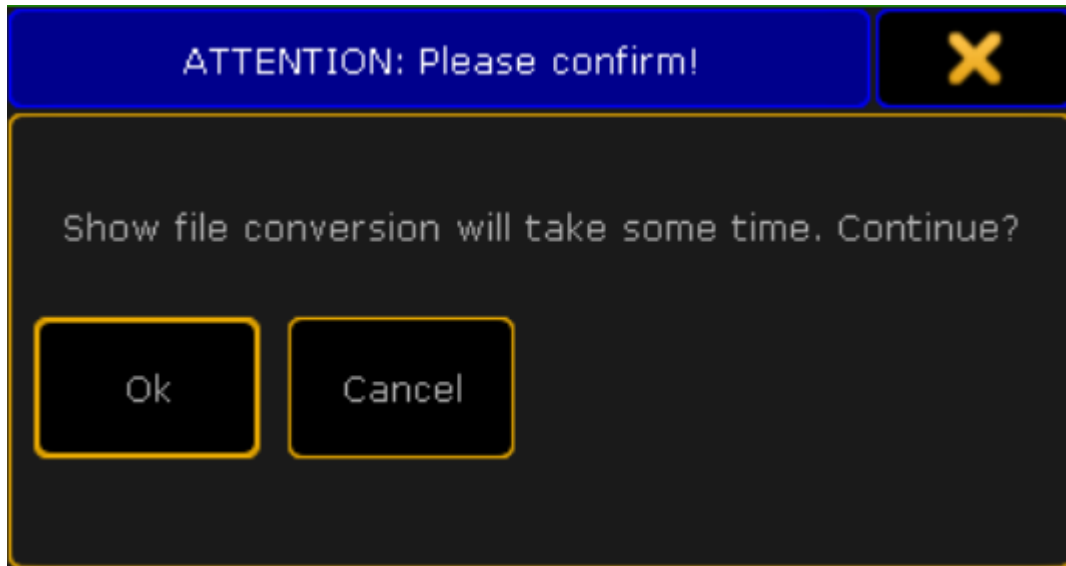 ATTENTION: Please confirm!
Show file conversion will take some time. Continue?
Ok
Cancel